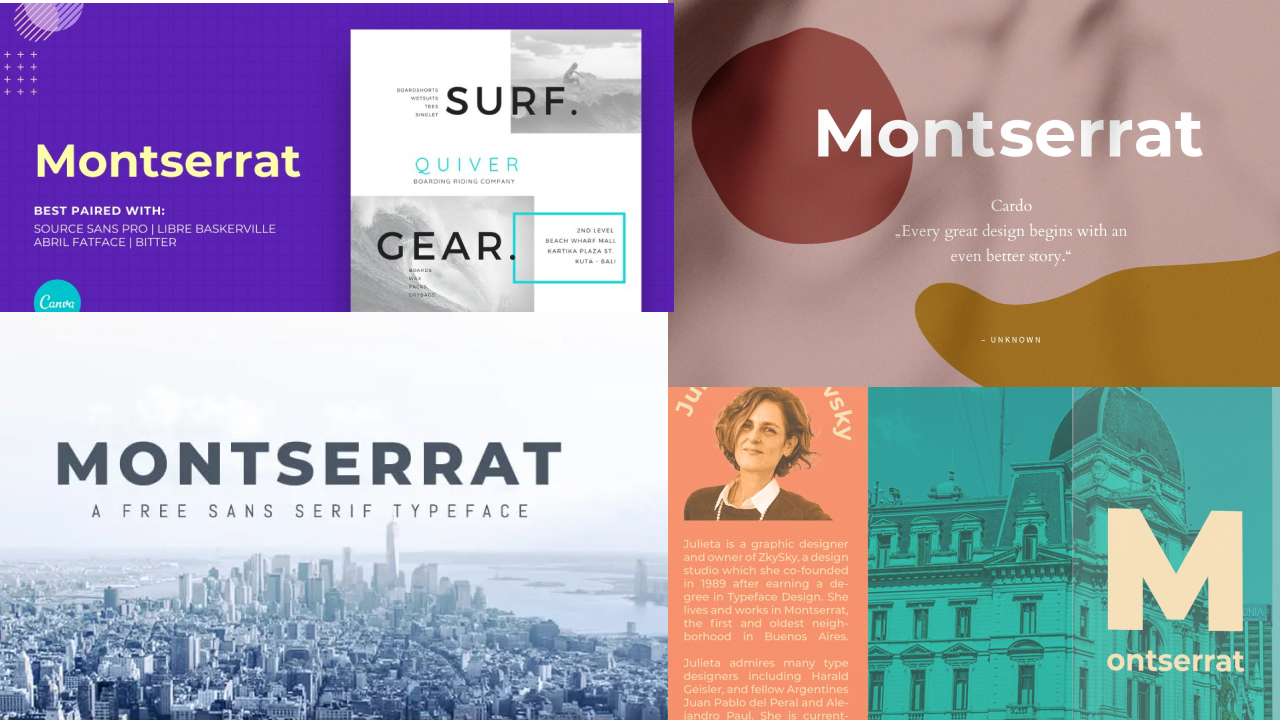 Montserrat
BEST PAIRED WITH:
SOURCE SANS PRO | LIBRE BASKERVILLE
ABRIL FATFACE | BITTER
Canva
BOARDSHORTS
WETSUITS
TEES
SINGLET
SURF.
QUIVER
BOARDING RIDING COMPANY
GEAR.
BOARDS
WAX
PACKS
DRYBAGS
2ND LEVEL
BEACH WHARF MALL
KARTIKA PLAZA ST.
KUTA - BALI
Montserrat
Cardo
„Every great design begins with an
even better story.“
– UNKNOWN
MONTSERRAT
A FREE SANS SERIF TYPEFACE
Julieta is a graphic designer
and owner of ZkySky, a design
studio which she co-founded
in 1989 after earning a de-
gree in Typeface Design. She
lives and works in Montserrat,
the first and oldest neigh-
borhood in Buenos Aires.
Julieta admires many type
designers including Harald
Geisler, and fellow Argentines
Juan Pablo del Peral and Ale-
jandro Paul. She is current-
M
ontserrat